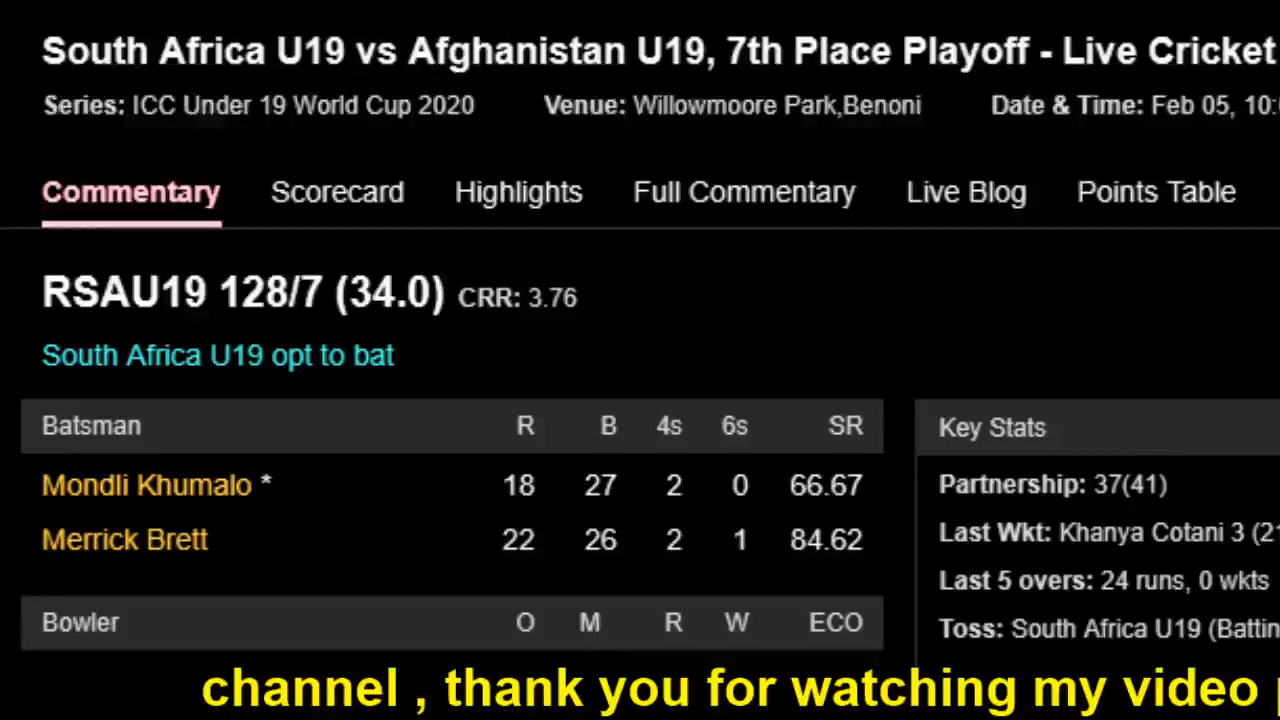 South Africa U19 vs Afghanistan U19, 7th Place Playoff - Live Cricket
Series: ICC Under 19 World Cup 2020 Venue: Willowmoore Park,Benoni Date & Time: Feb 05, 10:
Commentary Scorecard Highlights Full Commentary Live Blog Points Table
RSAU19 128/7 (34.0) CRR: 3.76
South Africa U19 opt to bat
Batsman R B 4s 6s SR
Mondli Khumalo * 18 27 2 0 66.67
Merrick Brett 22 26 2 1 84.62
Bowler O M R W ECO
Key Stats
Partnership: 37(41)
Last Wkt: Khanya Cotani 3 (21
Last 5 overs: 24 runs, 0 wkts
Toss: South Africa U19 (Battin
channel , thank you for watching my video